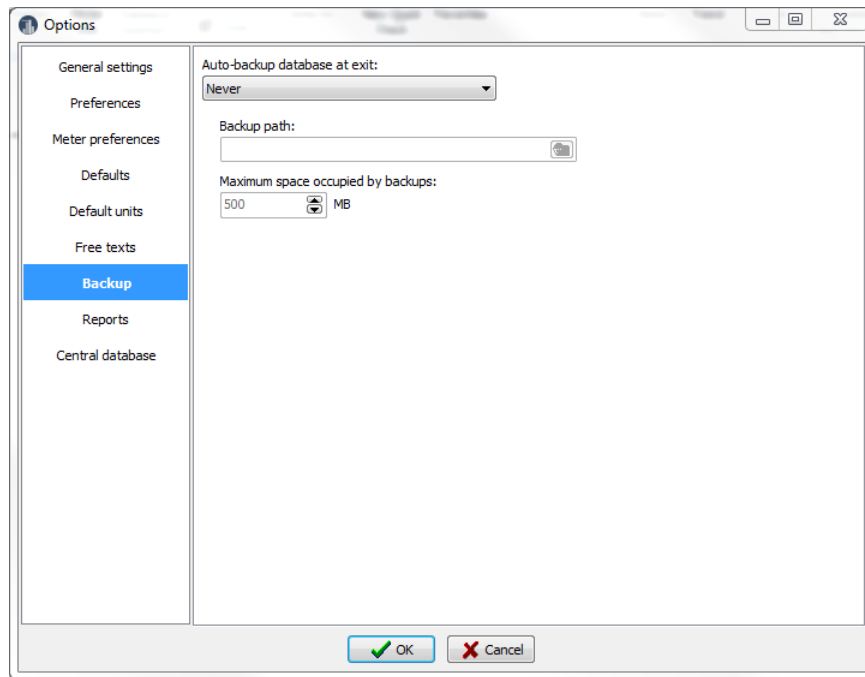 Options
General settings
Preferences
Meter preferences
Defaults
Default units
Free texts
Backup
Reports
Central database
Auto-backup database at exit:
Never
Backup path:
Maximum space occupied by backups:
500 MB
OK
Cancel